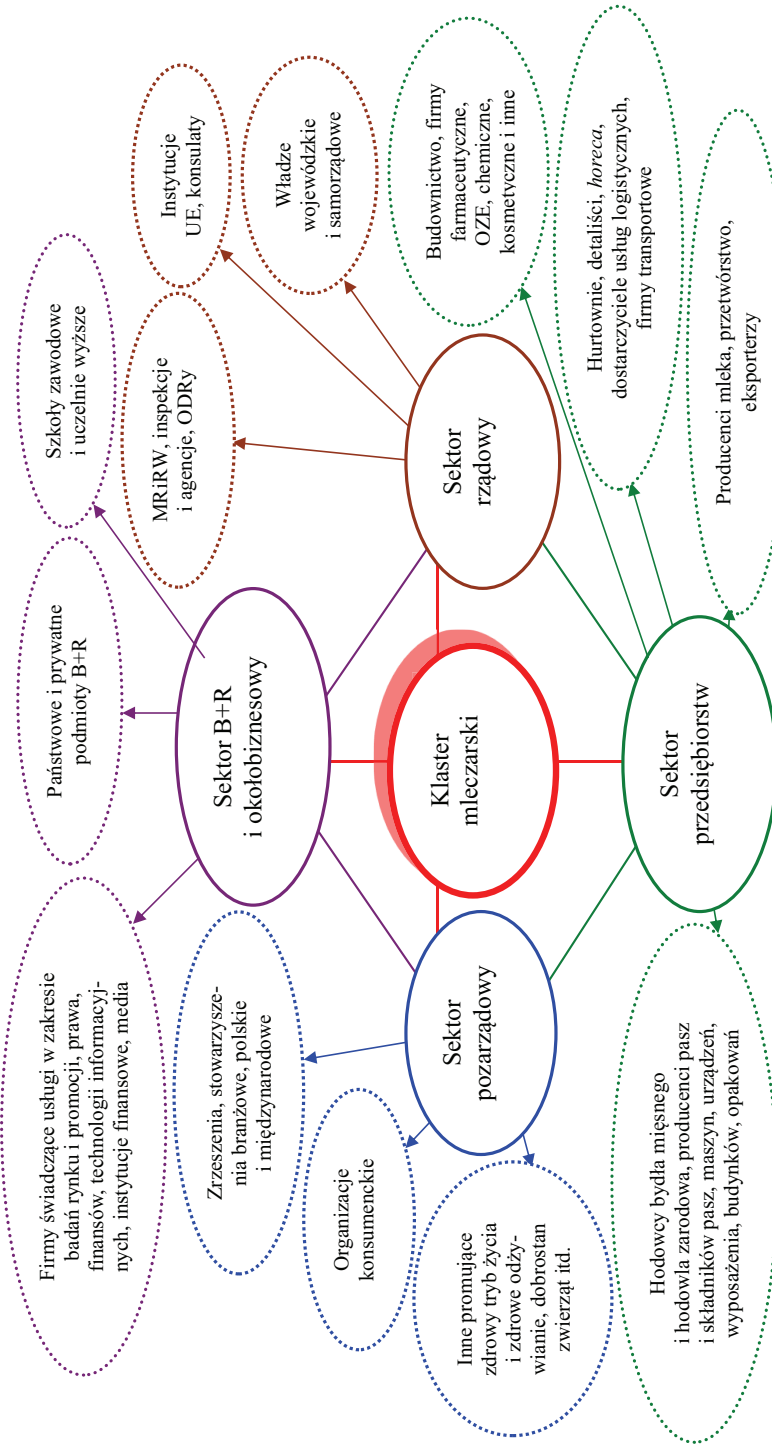 Firmy świadczące usługi w zakresie
badań rynku i promocji, prawa,
finansów, technologii informacyj-
nych, instytucje finansowe, media
Państwowe i prywatne
podmioty B+R
Szkoły zawodowe
i uczelnie wyższe
Zrzeszenia, stowarzysze-
nia branżowe, polskie
i międzynarodowe
Sektor B+R
i okołobiznesowy
MRiRW, inspekcje
i agencje, ODRy
Instytucje
UE, konsulaty
Organizacje
konsumenckie
Władze
wojewódzkie
i samorządowe
Sektor
pozarządowy
Klaster
mleczarski
Sektor
rządowy
Inne promujące
zdrowy tryb życia
i zdrowe odży-
wianie, dobrostan
zwierząt itd.
Budownictwo, firmy
farmaceutyczne,
OZE, chemiczne,
kosmetyczne i inne
Hurtownie, detaliści, horeca,
dostarczyciele usług logistycznych,
firmy transportowe
Hodowcy bydła mięsnego
i hodowla zarodowa, producenci pasz
i składników pasz, maszyn, urządzeń,
wyposażenia, budynków, opakowań
Sektor
przedsiębiorstw
Producenci mleka, przetwórstwo,
eksporterzy